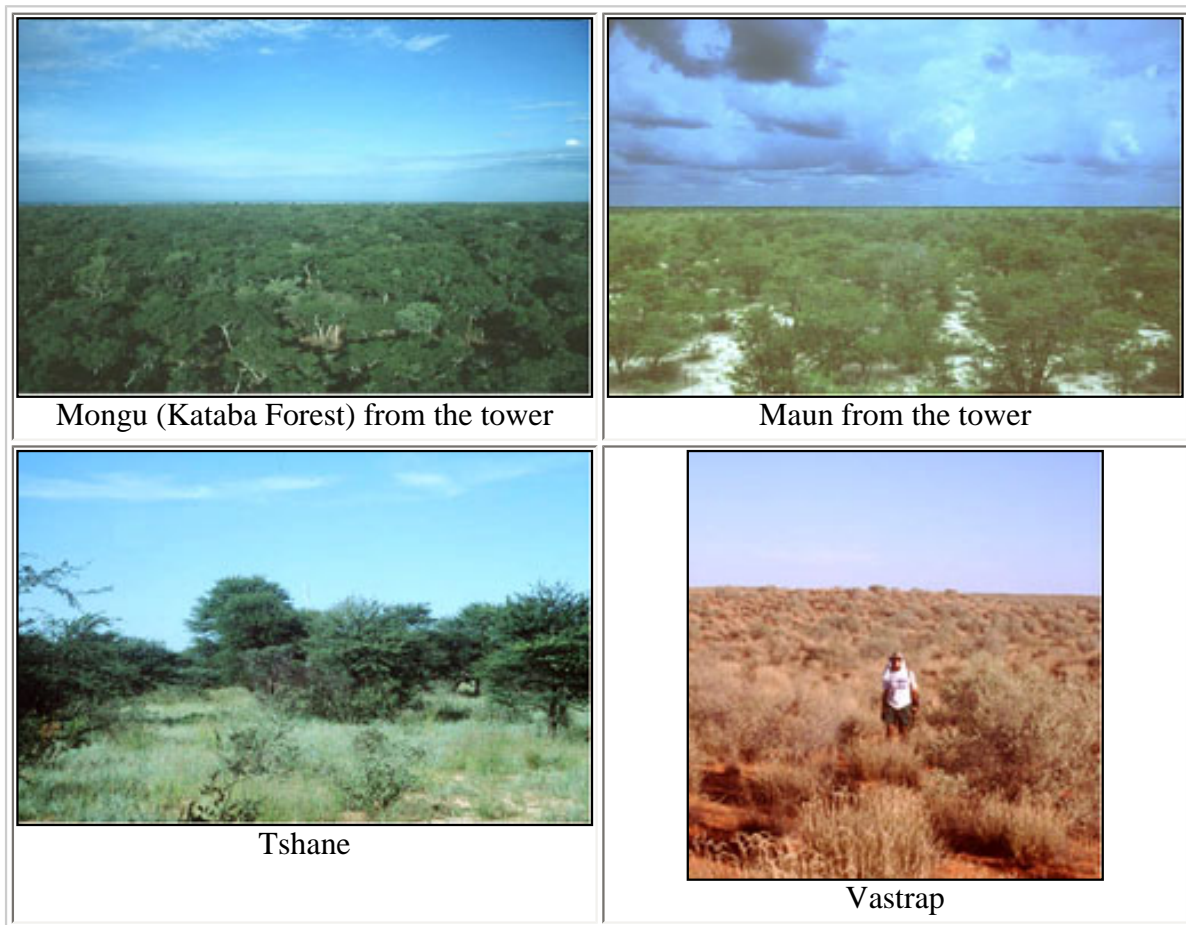 Mongu (Kataba Forest) from the tower
Maun from the tower
Tshane
Vastrap